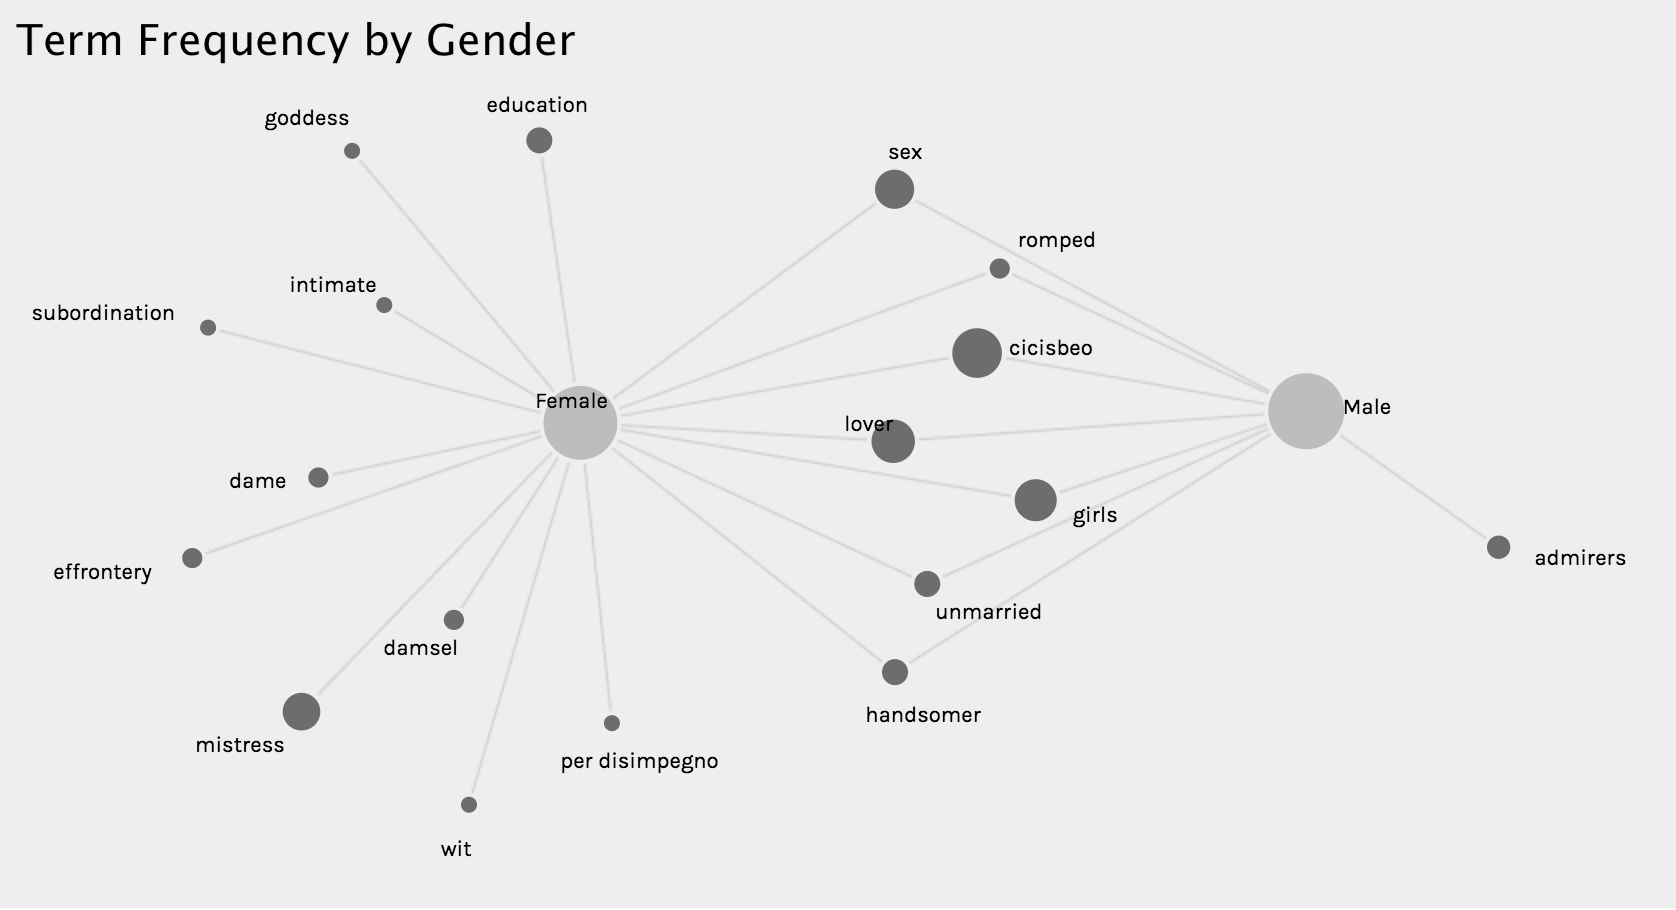 Term Frequency by Gender
education
goddess
sex
romped
intimate
subordination
cicisbeo
Female
Male
lover
dame
girls
admirers
effrontery
unmarried
damsel
handsomer
mistress
per disimpegno
wit